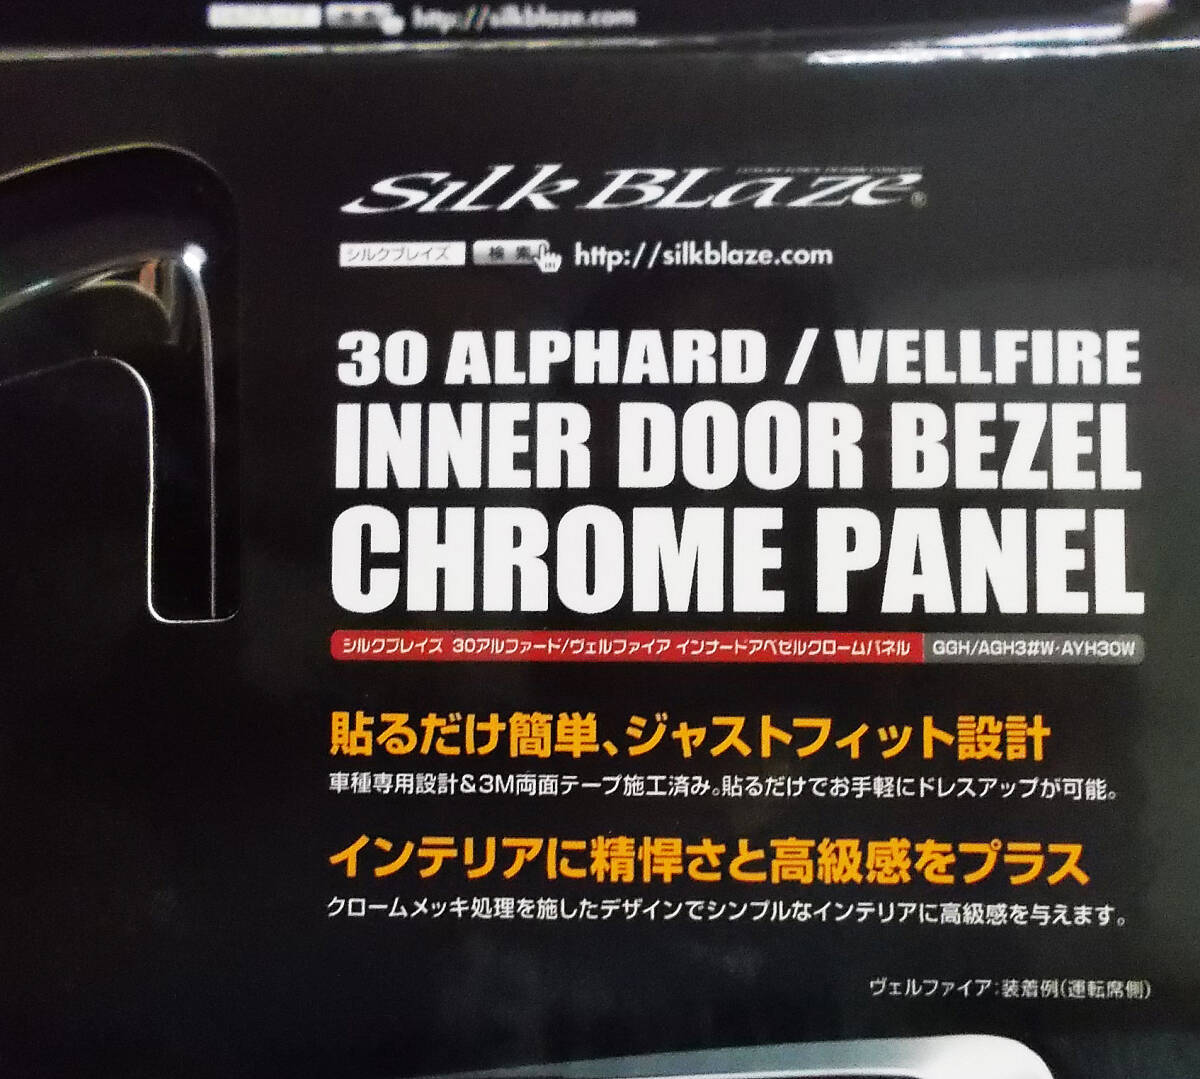 http://silkblaze.com
SilkBLaze®
シルクブレイズ 検索 http://silkblaze.com
30 ALPHARD / VELLFIRE
INNER DOOR BEZEL
CHROME PANEL
シルクブレイズ 30アルファード/ヴェルファイア インナードアベゼルクロームパネル GGH/AGH3#W・AYH30W
貼るだけ簡単、ジャストフィット設計
車種専用設計&3M両面テープ施工済み。貼るだけでお手軽にドレスアップが可能。
インテリアに精悍さと高級感をプラス
クロームメッキ処理を施したデザインでシンプルなインテリアに高級感を与えます。
ヴェルファイア:装着例(運転席側)